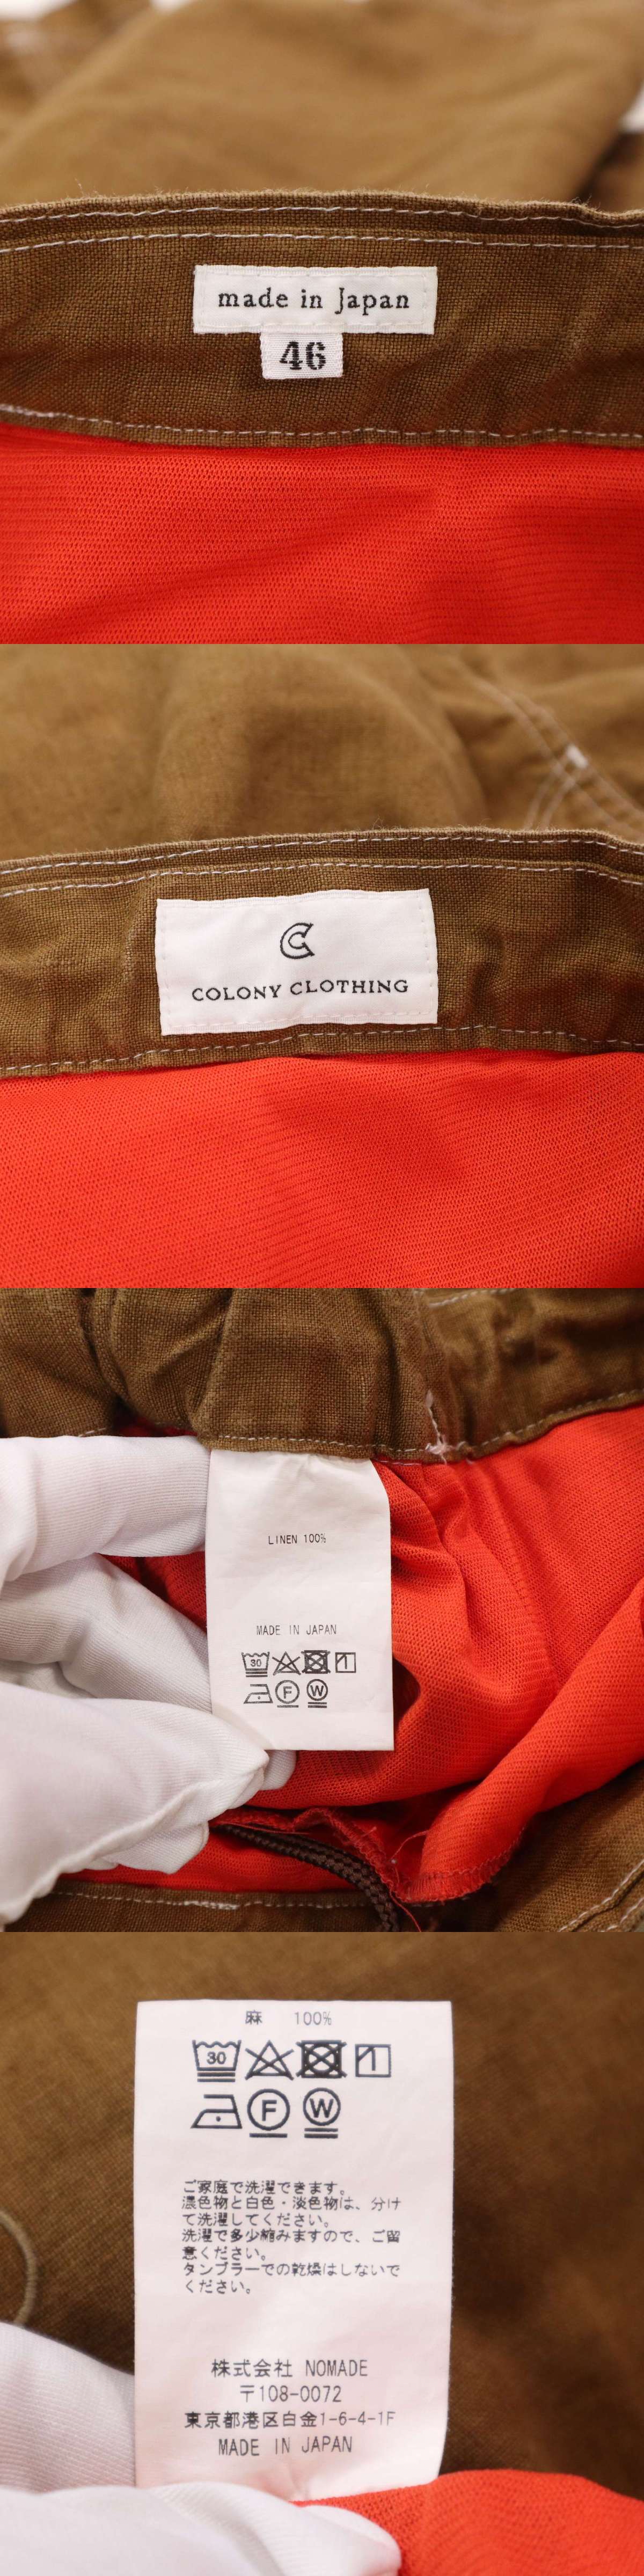 made in Japan
46
COLONY CLOTHING
LINEN 100%
MADE IN JAPAN
30
F W
麻 100%
30
F W
ご家庭で洗濯できます。
濃色物と白色・淡色物は、分け
て洗濯してください。
洗濯で多少縮みますので、ご留
意ください。
タンブラーでの乾燥はしないで
ください。
株式会社 NOMADE
〒108-0072
東京都港区白金1-6-4-1F
MADE IN JAPAN